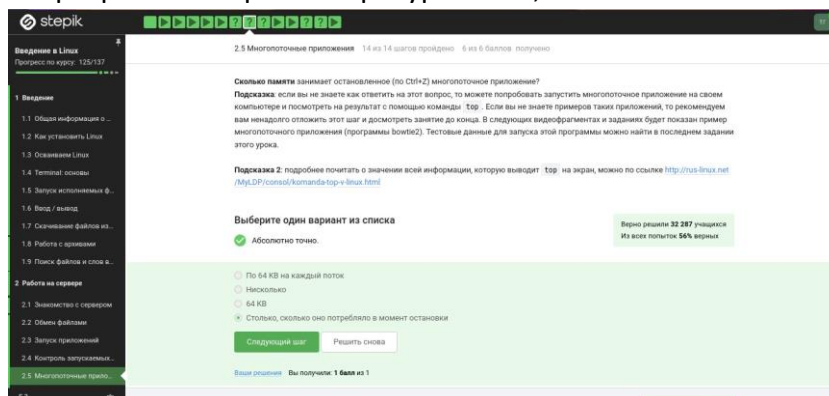 stepik
Введение в Linux
Прогресс по курсу: 125/137
1 Введение
1.1 Общая информация о ...
1.2 Как установить Linux
1.3 Осваиваем Linux
1.4 Terminal: основы
1.5 Запуск исполняемых ф...
1.6 Ввод / вывод
1.7 Скачивание файлов из...
1.8 Работа с архивами
1.9 Поиск файлов и слов в...
2 Работа на сервере
2.1 Знакомство с сервером
2.2 Обмен файлами
2.3 Запуск приложений
2.4 Контроль запускаемых...
2.5 Многопоточные прило...
2.5 Многопоточные приложения 14 из 14 шагов пройдено 6 из 6 баллов получено
Сколько памяти занимает остановленное (по Ctrl+Z) многопоточное приложение?
Подсказка: если вы не знаете как ответить на этот вопрос, то можете попробовать запустить многопоточное приложение на своем
компьютере и посмотреть на результат с помощью команды top . Если вы не знаете примеров таких приложений, то рекомендуем
вам ненадолго отложить этот шаг и досмотреть занятие до конца. В следующих видеофрагментах и заданиях будет показан пример
многопоточного приложения (программы bowtie2). Тестовые данные для запуска этой программы можно найти в последнем задании
этого урока.
Подсказка 2: подробнее почитать о значении всей информации, которую выводит top на экран, можно по ссылке http://rus-linux.net
/MyLDP/consol/komanda-top-v-linux.html
Выберите один вариант из списка
Абсолютно точно.
Верно решили 32 287 учащихся
Из всех попыток 56% верных
По 64 KB на каждый поток
Нисколько
64 KB
Столько, сколько оно потребляло в момент остановки
Следующий шаг Решить снова
Ваши решения Вы получили: 1 балл из 1